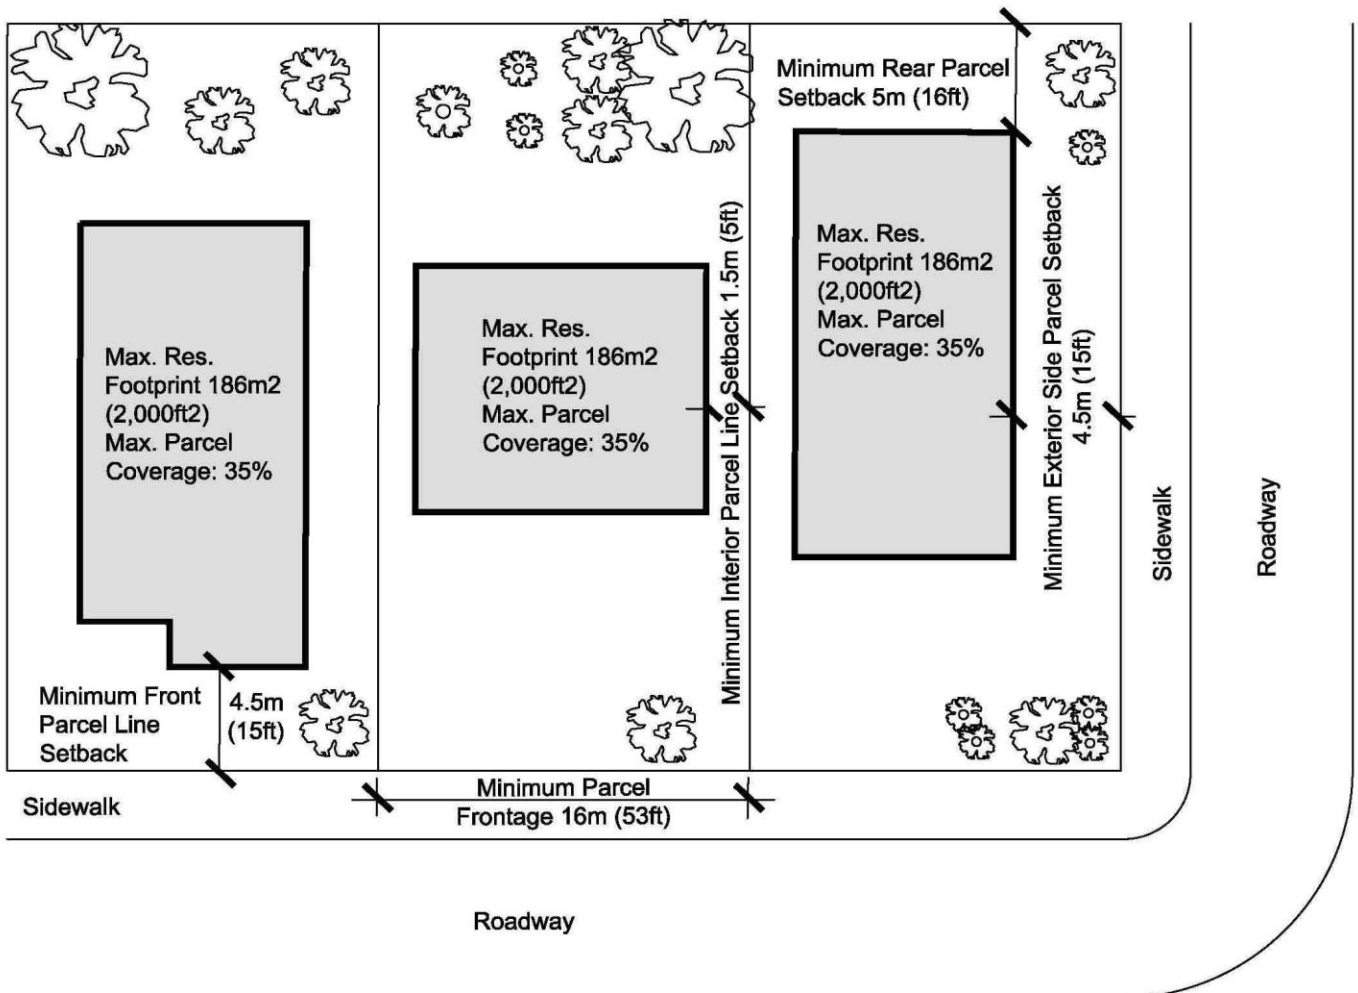 Minimum Rear Parcel
Setback 5m (16ft)
Max. Res.
Footprint 186m2
(2,000ft2)
Max. Parcel
Coverage: 35%
Max. Res.
Footprint 186m2
(2,000ft2)
Max. Parcel
Coverage: 35%
Minimum Interior Parcel Line Setback 1.5m (5ft)
Max. Res.
Footprint 186m2
(2,000ft2)
Max. Parcel
Coverage: 35%
Minimum Exterior Side Parcel Setback
4.5m (15ft)
Sidewalk
Roadway
Minimum Front
Parcel Line
Setback
4.5m
(15ft)
Sidewalk
Minimum Parcel
Frontage 16m (53ft)
Roadway